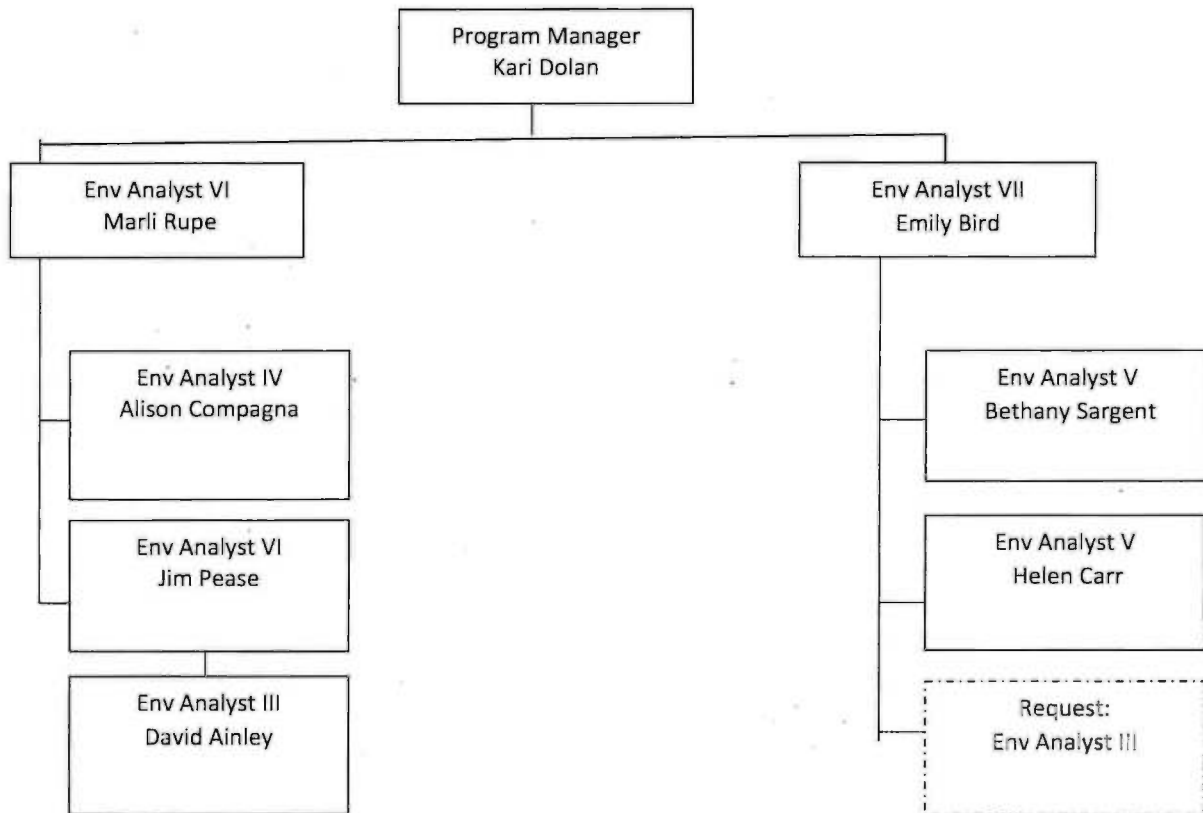 Program Manager
Kari Dolan
Env Analyst VI
Marli Rupe
Env Analyst VII
Emily Bird
Env Analyst IV
Alison Compagna
Env Analyst VI
Jim Pease
Env Analyst III
David Ainley
Env Analyst V
Bethany Sargent
Env Analyst V
Helen Carr
Request:
Env Analyst III